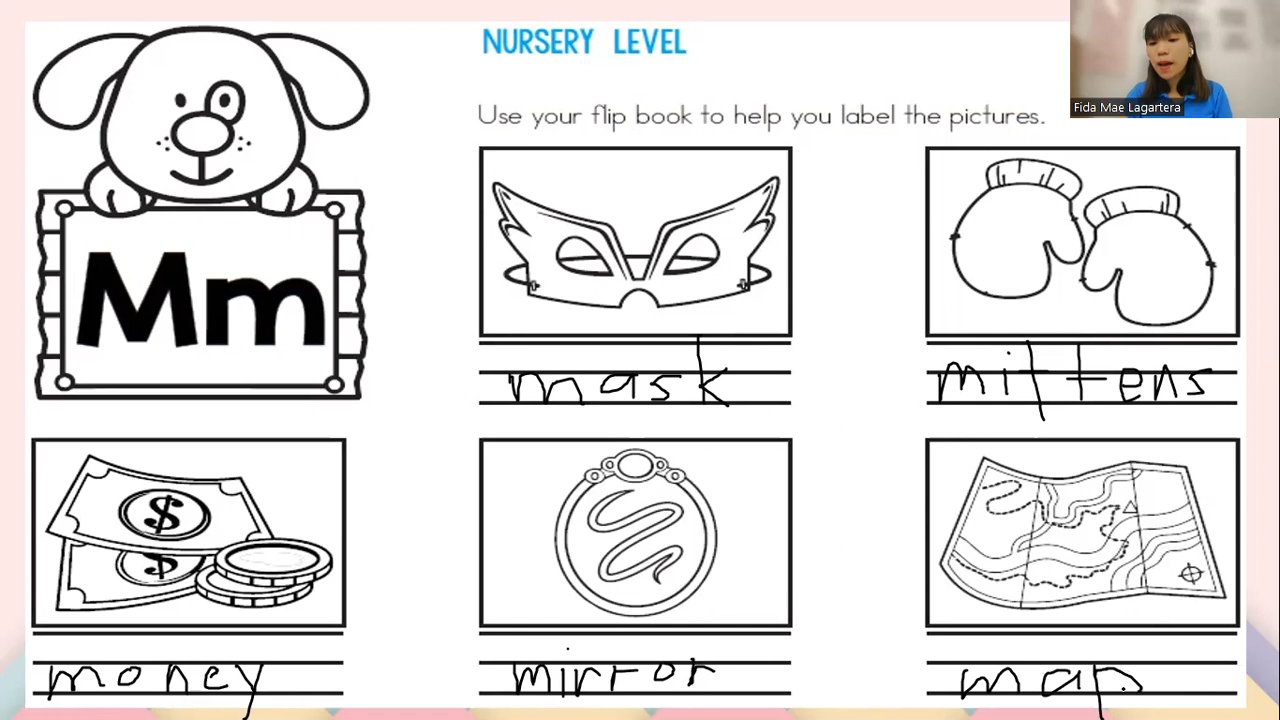 NURSERY LEVEL
Fida Mae Lagartera
Use your flip book to help you label the pictures.
Mm
mask
mittens
$
$
money
mirror
map